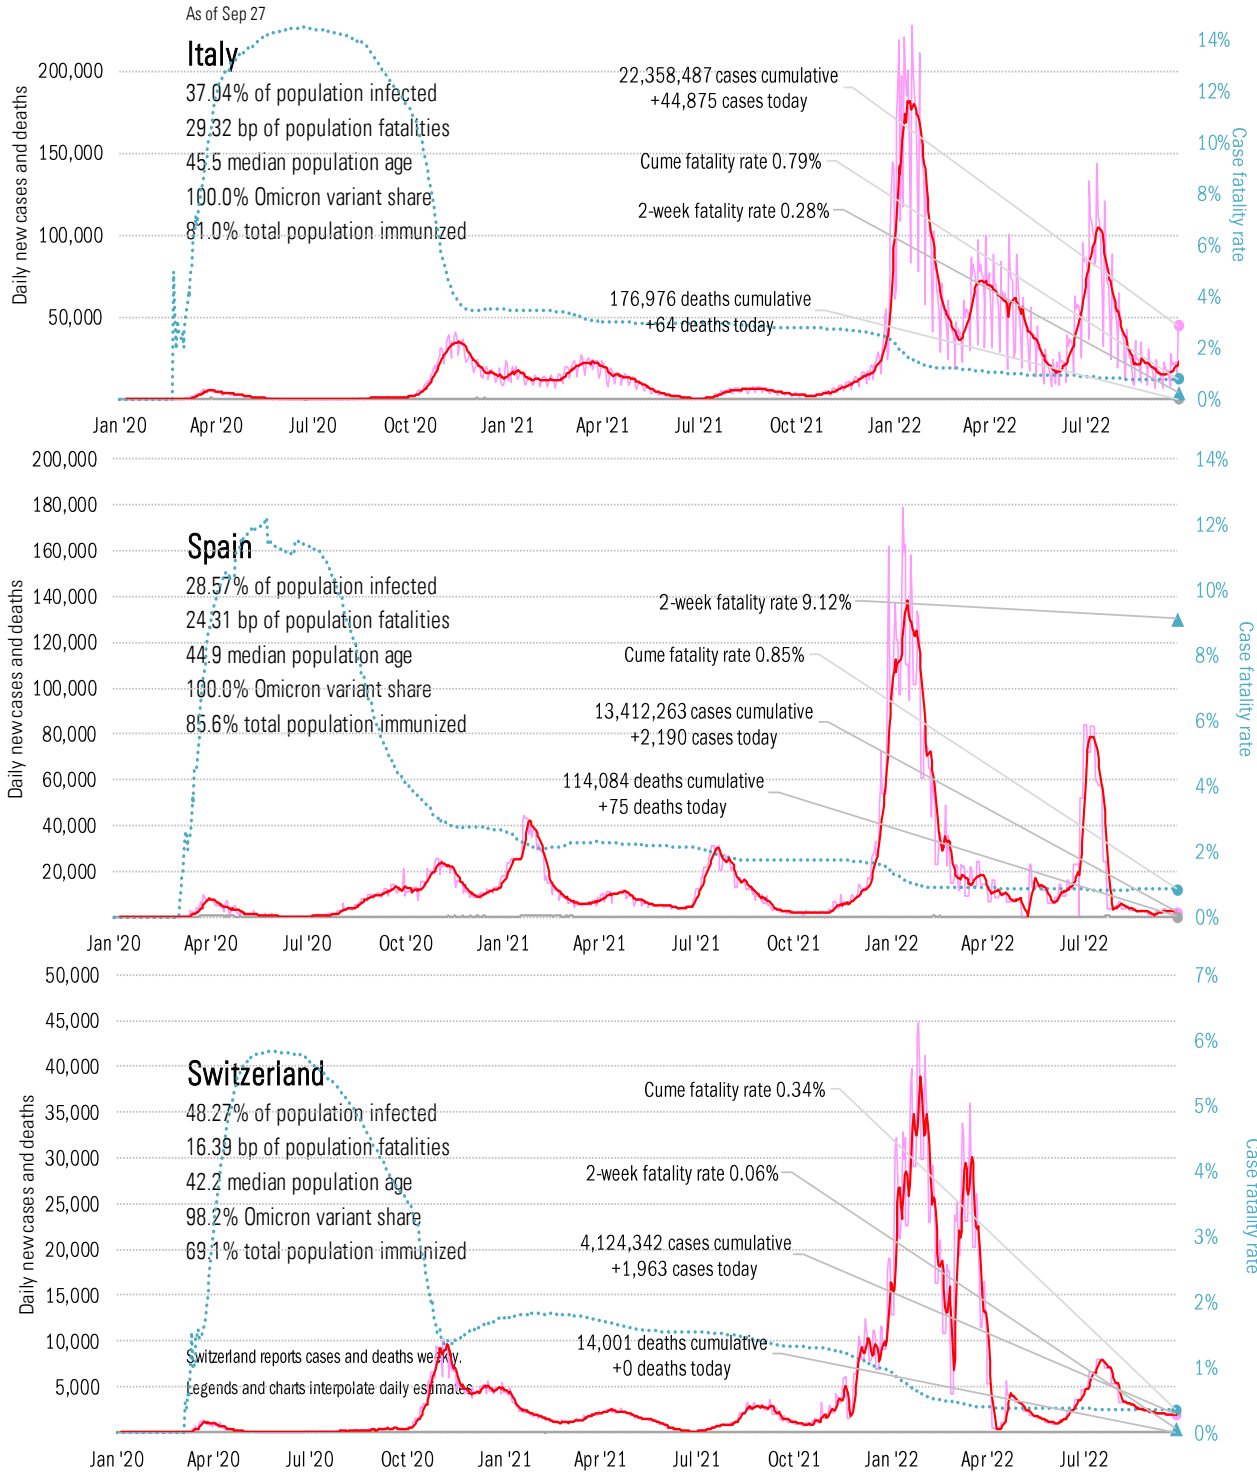 As of Sep 27
Italy
37.04% of population infected
29.32 bp of population fatalities
45.5 median population age
100.0% Omicron variant share
81.0% total population immunized
22,358,487 cases cumulative
+44,875 cases today
Cume fatality rate 0.79%
2-week fatality rate 0.28%
176,976 deaths cumulative
+64 deaths today
Daily new cases and deaths
200,000
150,000
100,000
50,000
Case fatality rate
14%
12%
10%
8%
6%
4%
2%
0%
Jan '20 Apr '20 Jul '20 Oct '20 Jan '21 Apr '21 Jul '21 Oct '21 Jan '22 Apr '22 Jul '22
Spain
28.57% of population infected
24.31 bp of population fatalities
44.9 median population age
100.0% Omicron variant share
85.6% total population immunized
2-week fatality rate 9.12%
Cume fatality rate 0.85%
13,412,263 cases cumulative
+2,190 cases today
114,084 deaths cumulative
+75 deaths today
Daily new cases and deaths
200,000
180,000
160,000
140,000
120,000
100,000
80,000
60,000
40,000
20,000
Case fatality rate
14%
12%
10%
8%
6%
4%
2%
0%
Jan '20 Apr '20 Jul '20 Oct '20 Jan '21 Apr '21 Jul '21 Oct '21 Jan '22 Apr '22 Jul '22
Switzerland
48.27% of population infected
16.39 bp of population fatalities
42.2 median population age
98.2% Omicron variant share
69.1% total population immunized
Switzerland reports cases and deaths weekly.
Legends and charts interpolate daily estimates
Cume fatality rate 0.34%
2-week fatality rate 0.06%
4,124,342 cases cumulative
+1,963 cases today
14,001 deaths cumulative
+0 deaths today
Daily new cases and deaths
50,000
45,000
40,000
35,000
30,000
25,000
20,000
15,000
10,000
5,000
Case fatality rate
7%
6%
5%
4%
3%
2%
1%
0%
Jan '20 Apr '20 Jul '20 Oct '20 Jan '21 Apr '21 Jul '21 Oct '21 Jan '22 Apr '22 Jul '22